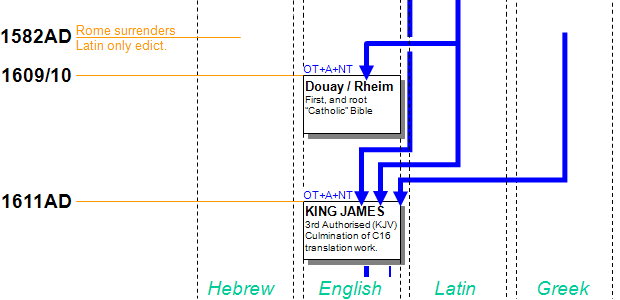 1582AD
Rome surrenders
Latin only edict.
1609/10
OT+A+NT
Douay / Rheim
First, and root
"Catholic" Bible
1611AD
OT+A+NT
KING JAMES
3rd Authorised (KJV)
Culmination of C16
translation work.
Hebrew
English
Latin
Greek